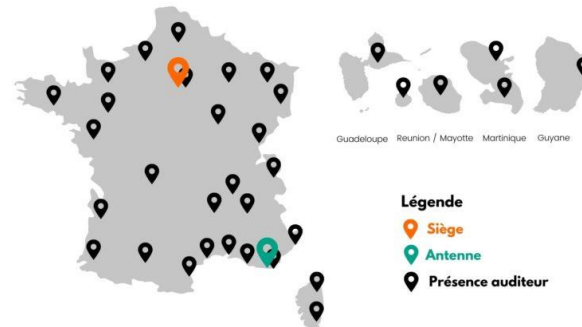 Guadeloupe Reunion / Mayotte Martinique Guyane
Légende
Siège
Antenne
Présence auditeur